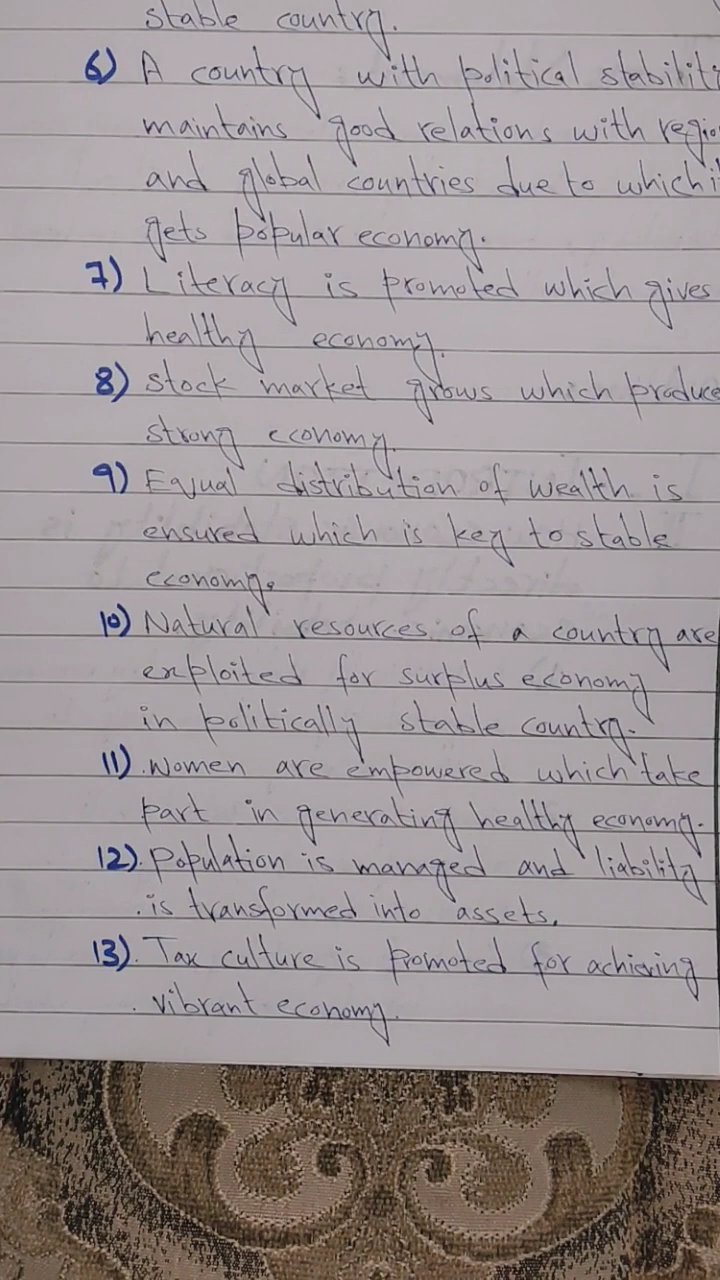 stable country.
6) A country with political stabilit
maintains good relations with regio
and global countries due to which i
gets popular economy.
7) Literacy is promoted which gives
healthy economy.
8) stock market grows which produce
strong economy.
9) Equal distribution of wealth is
ensured which is key to stable
economy.
10) Natural resources of a country are
exploited for surplus economy
in politically stable country.
11). Women are empowered which take
part in generating healthy economy.
12). Population is managed and liability
is transformed into assets.
13). Tax culture is promoted for achieving
vibrant economy.